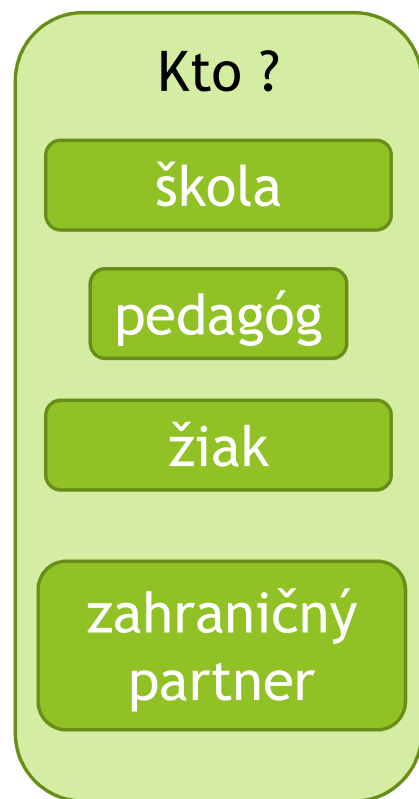 Kto ?
škola
pedagóg
žiak
zahraničný
partner